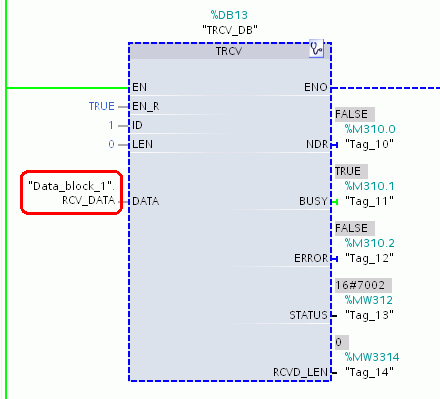 %DB13
"TRCV_DB"
TRCV
EN
ENO
TRUE
EN_R
1
ID
FALSE
%M310.0
0
LEN
NDR
"Tag_10"
TRUE
"Data_block_1".
%M310.1
RCV_DATA
DATA
BUSY
"Tag_11"
FALSE
%M310.2
ERROR
"Tag_12"
16#7002
%MW312
STATUS
"Tag_13"
0
%MW3314
RCVD_LEN
"Tag_14"